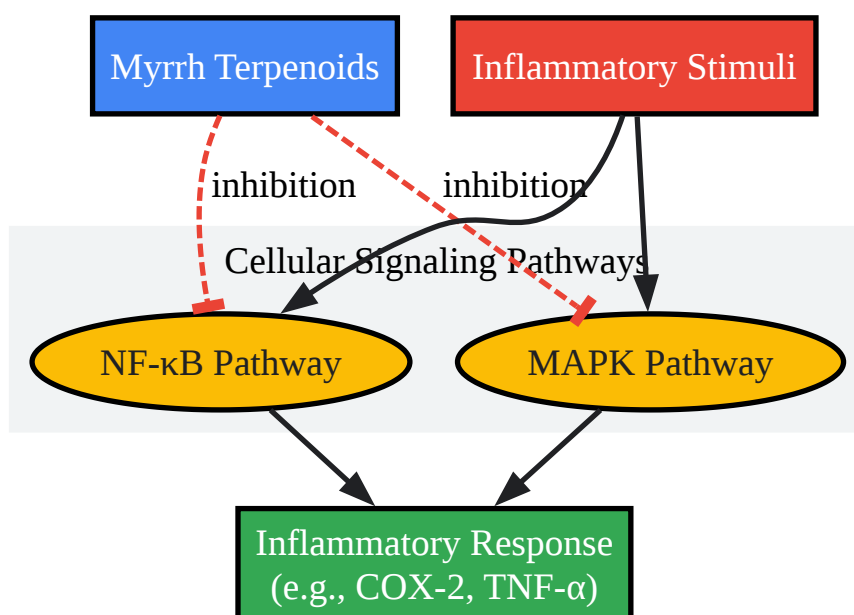 Myrrh Terpenoids
Inflammatory Stimuli
inhibition
inhibition
Cellular Signaling Pathways
NF-κB Pathway
MAPK Pathway
Inflammatory Response
(e.g., COX-2, TNF-α)